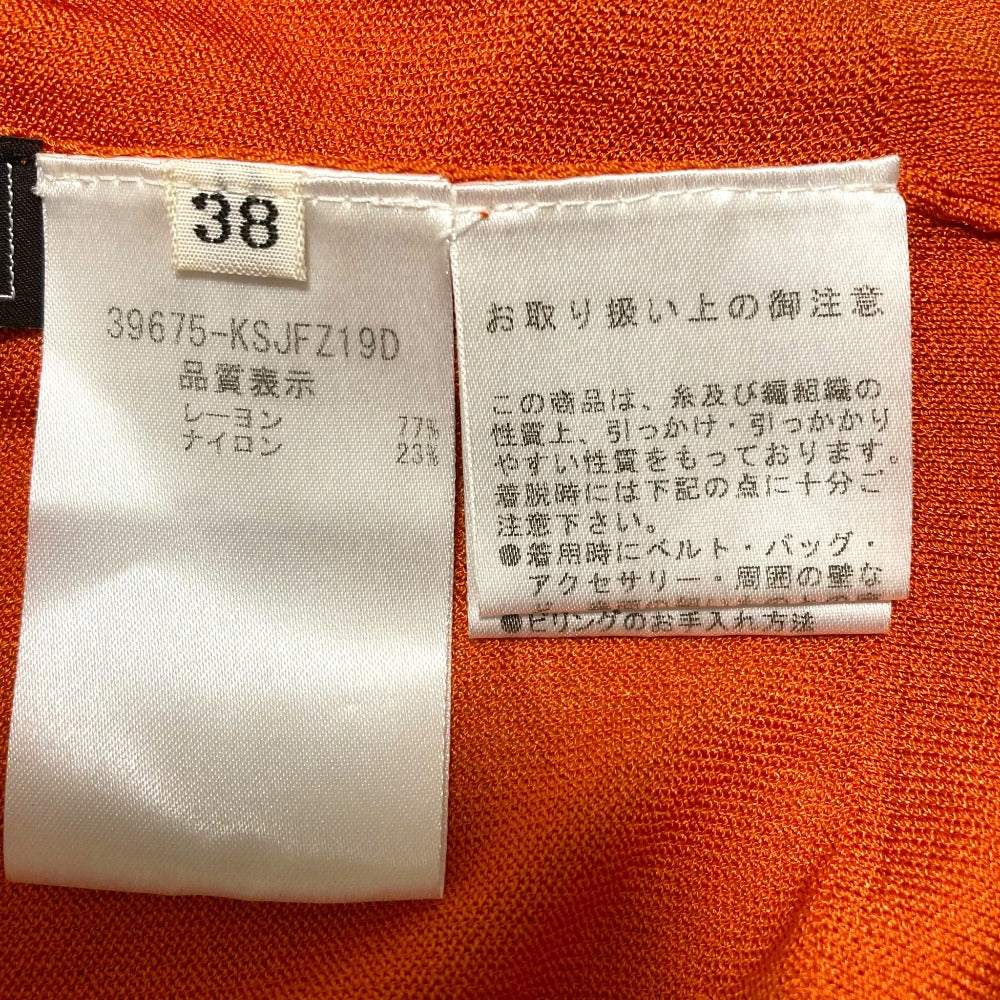 38
39675-KSJFZ19D
品質表示
レーヨン 77%
ナイロン 23%
お取り扱い上の御注意
この商品は、糸及び編組織の
性質上、引っかけ・引っかかり
やすい性質をもっております。
着脱時には下記の点に十分ご
注意下さい。
●着用時にベルト・バッグ・
アクセサリー・周囲の壁な
●ピリングのお手入れ方法